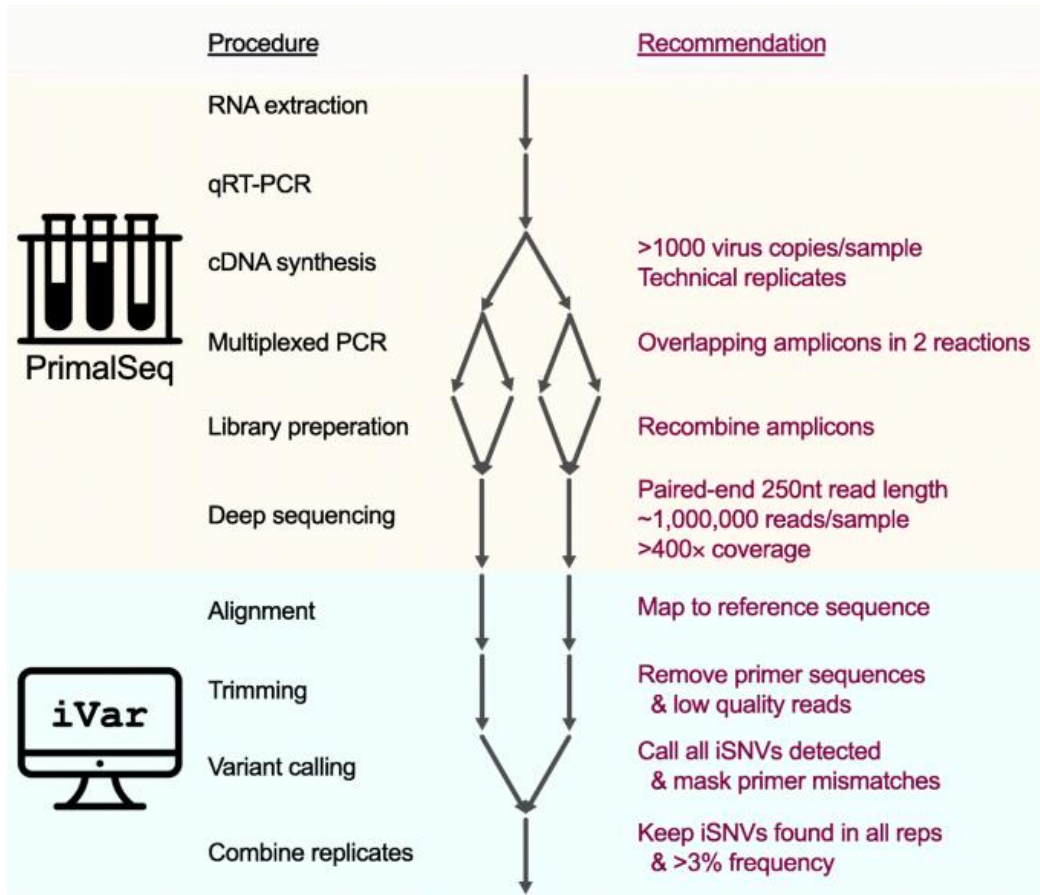 Procedure
Recommendation
RNA extraction
qRT-PCR
cDNA synthesis
>1000 virus copies/sample
Technical replicates
Multiplexed PCR
Overlapping amplicons in 2 reactions
PrimalSeq
Library preperation
Recombine amplicons
Deep sequencing
Paired-end 250nt read length
~1,000,000 reads/sample
>400× coverage
Alignment
Map to reference sequence
Trimming
Remove primer sequences
& low quality reads
iVar
Variant calling
Call all iSNVs detected
& mask primer mismatches
Combine replicates
Keep iSNVs found in all reps
& >3% frequency